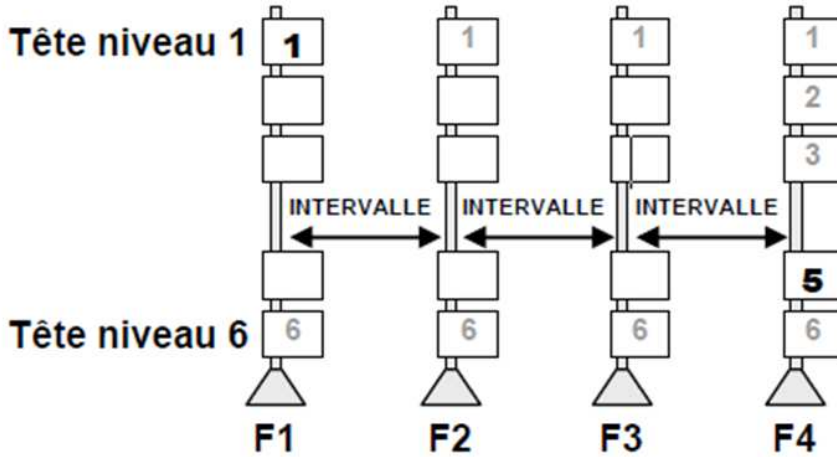 Tête niveau 1 1 1 1 1
2
3
INTERVALLE INTERVALLE INTERVALLE
5
Tête niveau 6 6 6 6 6
F1 F2 F3 F4